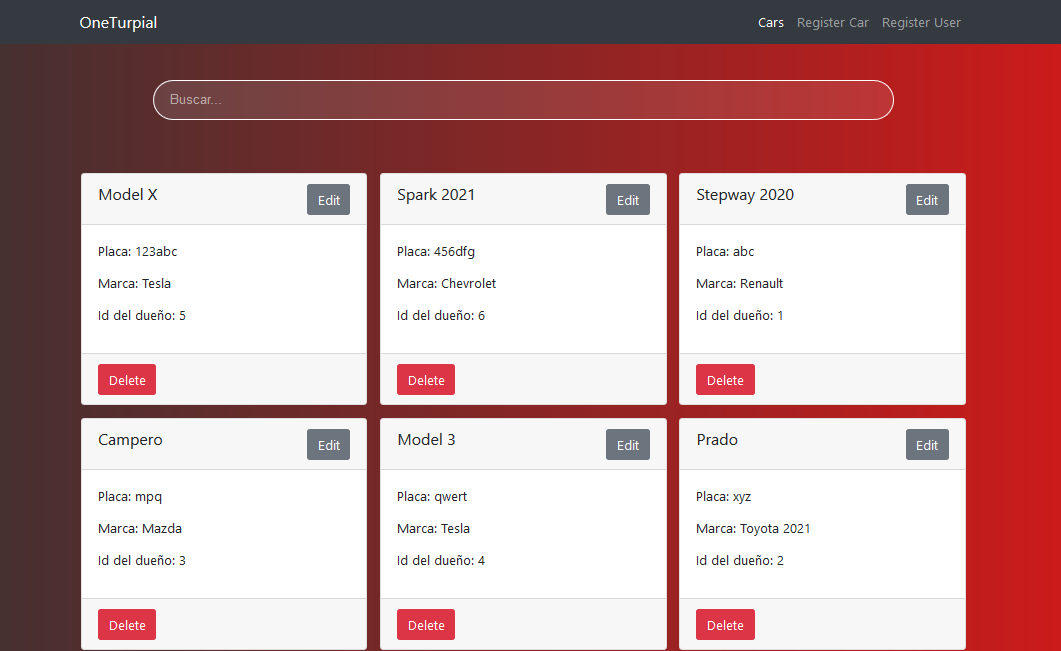 OneTurpial
Cars Register Car Register User
Buscar...
Model X
Edit
Placa: 123abc
Marca: Tesla
Id del dueño: 5
Delete
Spark 2021
Edit
Placa: 456dfg
Marca: Chevrolet
Id del dueño: 6
Delete
Stepway 2020
Edit
Placa: abc
Marca: Renault
Id del dueño: 1
Delete
Campero
Edit
Placa: mpq
Marca: Mazda
Id del dueño: 3
Delete
Model 3
Edit
Placa: qwert
Marca: Tesla
Id del dueño: 4
Delete
Prado
Edit
Placa: xyz
Marca: Toyota 2021
Id del dueño: 2
Delete